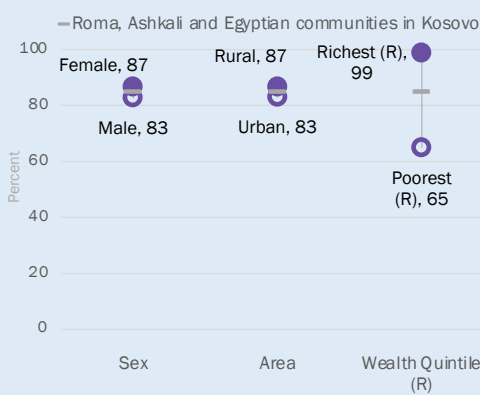 Roma, Ashkali and Egyptian communities in Kosovo
100
Female, 87
Rural, 87
Richest (R),
99
80
Male, 83
Urban, 83
60
Poorest
(R), 65
40
20
0
Percent
Sex
Area
Wealth Quintile
(R)